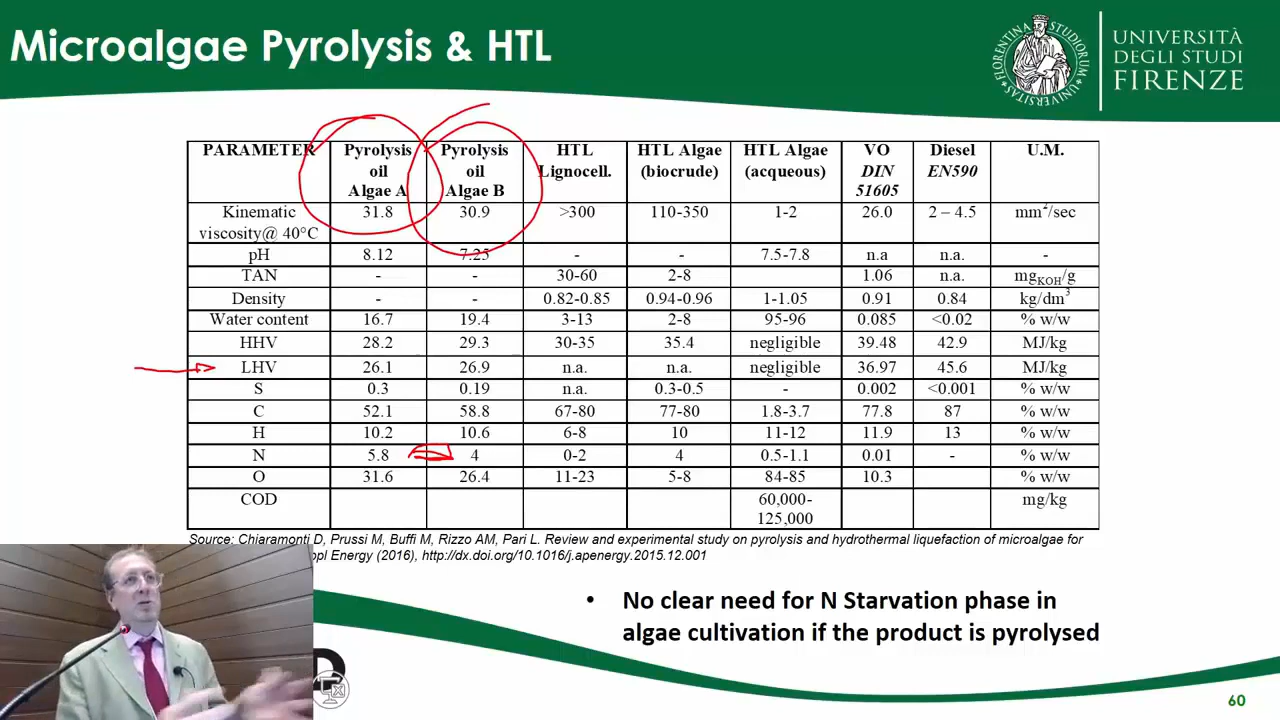 Microalgae Pyrolysis & HTL
FLORENTINA STUDIORUM UNIVERSITAS
UNIVERSITÀ
DEGLI STUDI
FIRENZE
PARAMETER Pyrolysis oil Algae A Pyrolysis oil Algae B HTL Lignocell. HTL Algae (biocrude) HTL Algae (acqueous) VO DIN 51605 Diesel EN590 U.M.
Kinematic viscosity@ 40°C 31.8 30.9 >300 110-350 1-2 26.0 2 – 4.5 mm²/sec
pH 8.12 7.25 - - 7.5-7.8 n.a n.a. -
TAN - - 30-60 2-8 1.06 n.a. mgKOH/g
Density - - 0.82-0.85 0.94-0.96 1-1.05 0.91 0.84 kg/dm³
Water content 16.7 19.4 3-13 2-8 95-96 0.085 <0.02 % w/w
HHV 28.2 29.3 30-35 35.4 negligible 39.48 42.9 MJ/kg
LHV 26.1 26.9 n.a. n.a. negligible 36.97 45.6 MJ/kg
S 0.3 0.19 n.a. 0.3-0.5 - 0.002 <0.001 % w/w
C 52.1 58.8 67-80 77-80 1.8-3.7 77.8 87 % w/w
H 10.2 10.6 6-8 10 11-12 11.9 13 % w/w
N 5.8 4 0-2 4 0.5-1.1 0.01 - % w/w
O 31.6 26.4 11-23 5-8 84-85 10.3 % w/w
COD 60,000-125,000 mg/kg
Source: Chiaramonti D, Prussi M, Buffi M, Rizzo AM, Pari L. Review and experimental study on pyrolysis and hydrothermal liquefaction of microalgae for
Energy (2016), http://dx.doi.org/10.1016/j.apenergy.2015.12.001
• No clear need for N Starvation phase in
algae cultivation if the product is pyrolysed
60